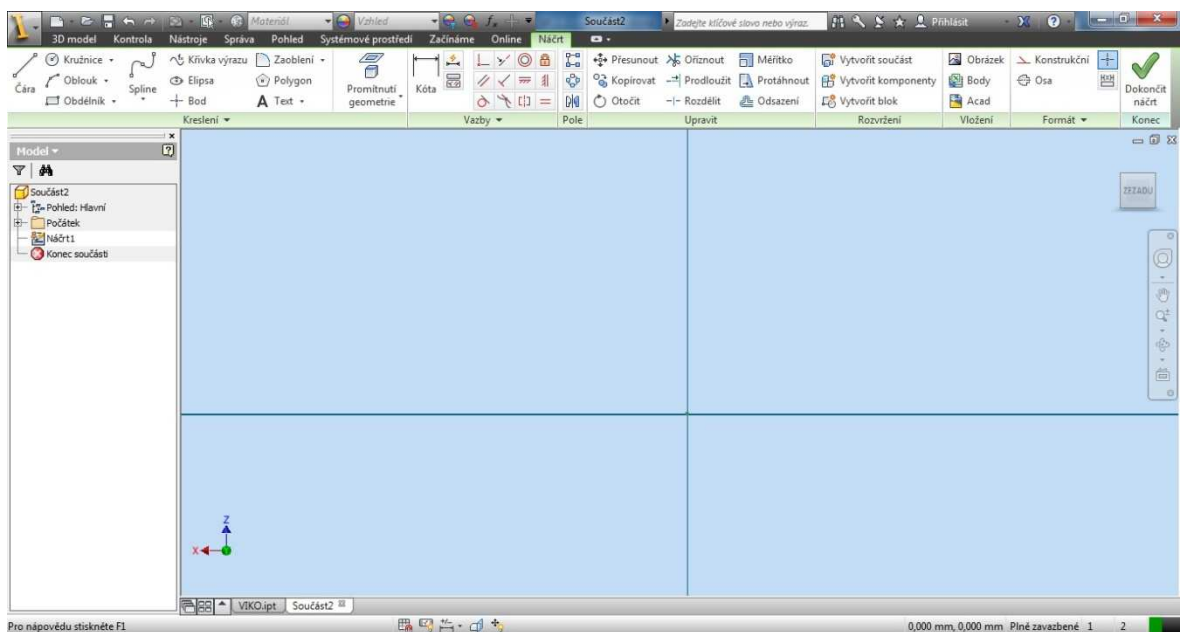 Materiál Vzhled Součást2 Zadejte klíčové slovo nebo výraz. Přihlásit
3D model Kontrola Nástroje Správa Pohled Systémové prostředí Začínáme Online Náčrt
Kružnice Křivka výrazu Zaoblení Přesunout Oříznout Měřítko Vytvořit součást Obrázek Konstrukční
Čára Oblouk Spline Elipsa Polygon Promítnutí geometrie Kóta Kopírovat Prodloužit Protáhnout Vytvořit komponenty Body Osa Dokončit náčrt
Obdélník Bod Text Otočit Rozdělit Odsazení Vytvořit blok Acad
Kreslení Vazby Pole Upravit Rozvržení Vložení Formát Konec
Model
Součást2
Pohled: Hlavní
Počátek
Náčrt1
Konec součásti
ZEZADU
Z
X
VIKO.ipt Součást2
Pro nápovědu stiskněte F1 0,000 mm, 0,000 mm Plně zavazbené 1 2